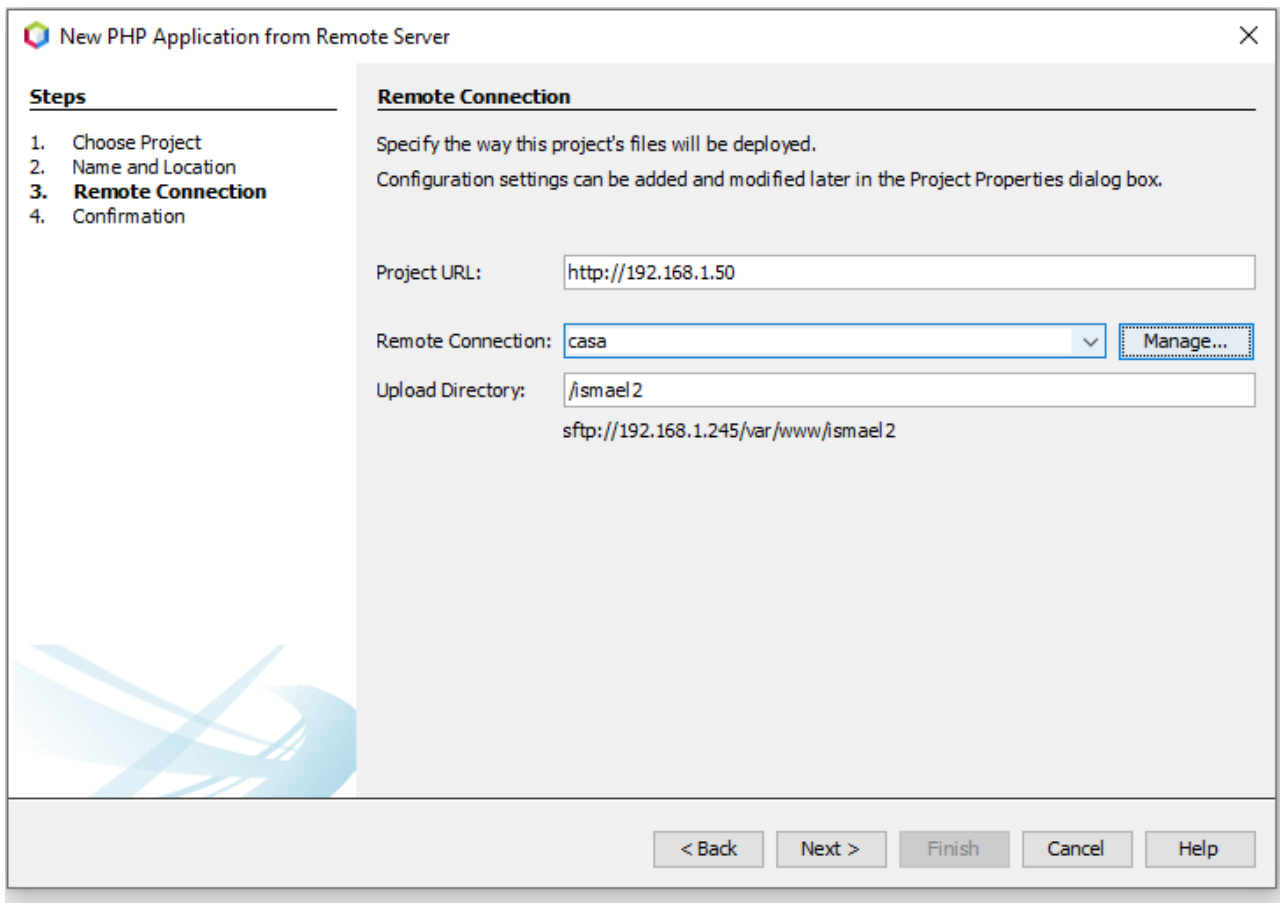 New PHP Application from Remote Server
Steps
1. Choose Project
2. Name and Location
3. Remote Connection
4. Confirmation
Remote Connection
Specify the way this project's files will be deployed.
Configuration settings can be added and modified later in the Project Properties dialog box.
Project URL: http://192.168.1.50
Remote Connection: casa Manage...
Upload Directory: /ismael2
sftp://192.168.1.245/var/www/ismael2
< Back Next > Finish Cancel Help